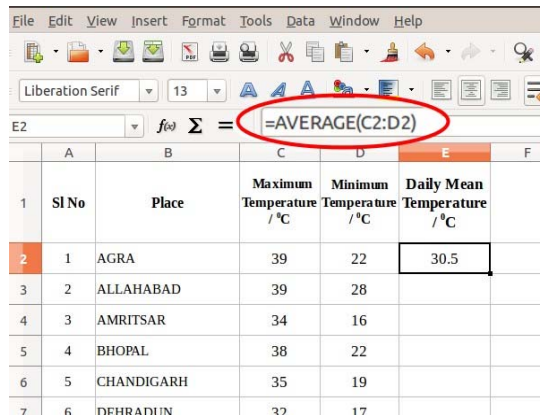 File Edit View Insert Format Tools Data Window Help
PDF
Liberation Serif 13
E2 f(x) Σ = =AVERAGE(C2:D2)
A B C D E F
1 Sl No Place Maximum Temperature / ⁰C Minimum Temperature / ⁰C Daily Mean Temperature / ⁰C
2 1 AGRA 39 22 30.5
3 2 ALLAHABAD 39 28
4 3 AMRITSAR 34 16
5 4 BHOPAL 38 22
6 5 CHANDIGARH 35 19
7 6 DEHRADUN 32 17